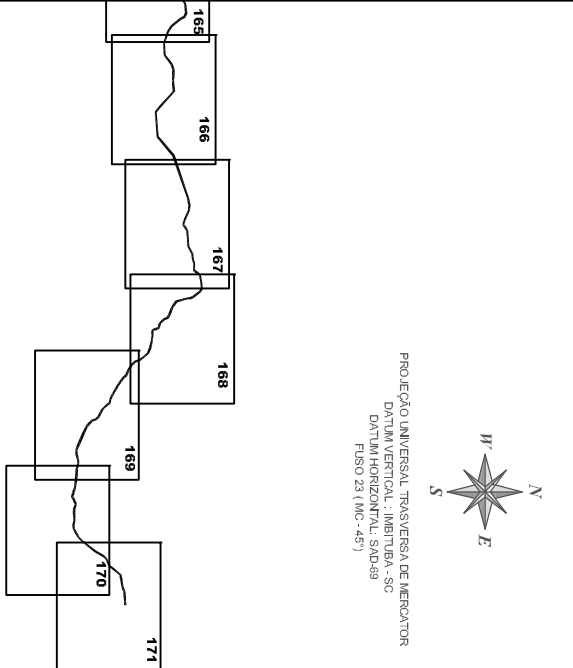 165
166
167
168
169
170
171
N
W
E
S
PROJEÇÃO UNIVERSAL TRASVERSA DE MERCATOR
DATUM VERTICAL : IMBITUBA - SC
DATUM HORIZONTAL: SAD-69
FUSO 23 ( MC - 45°)